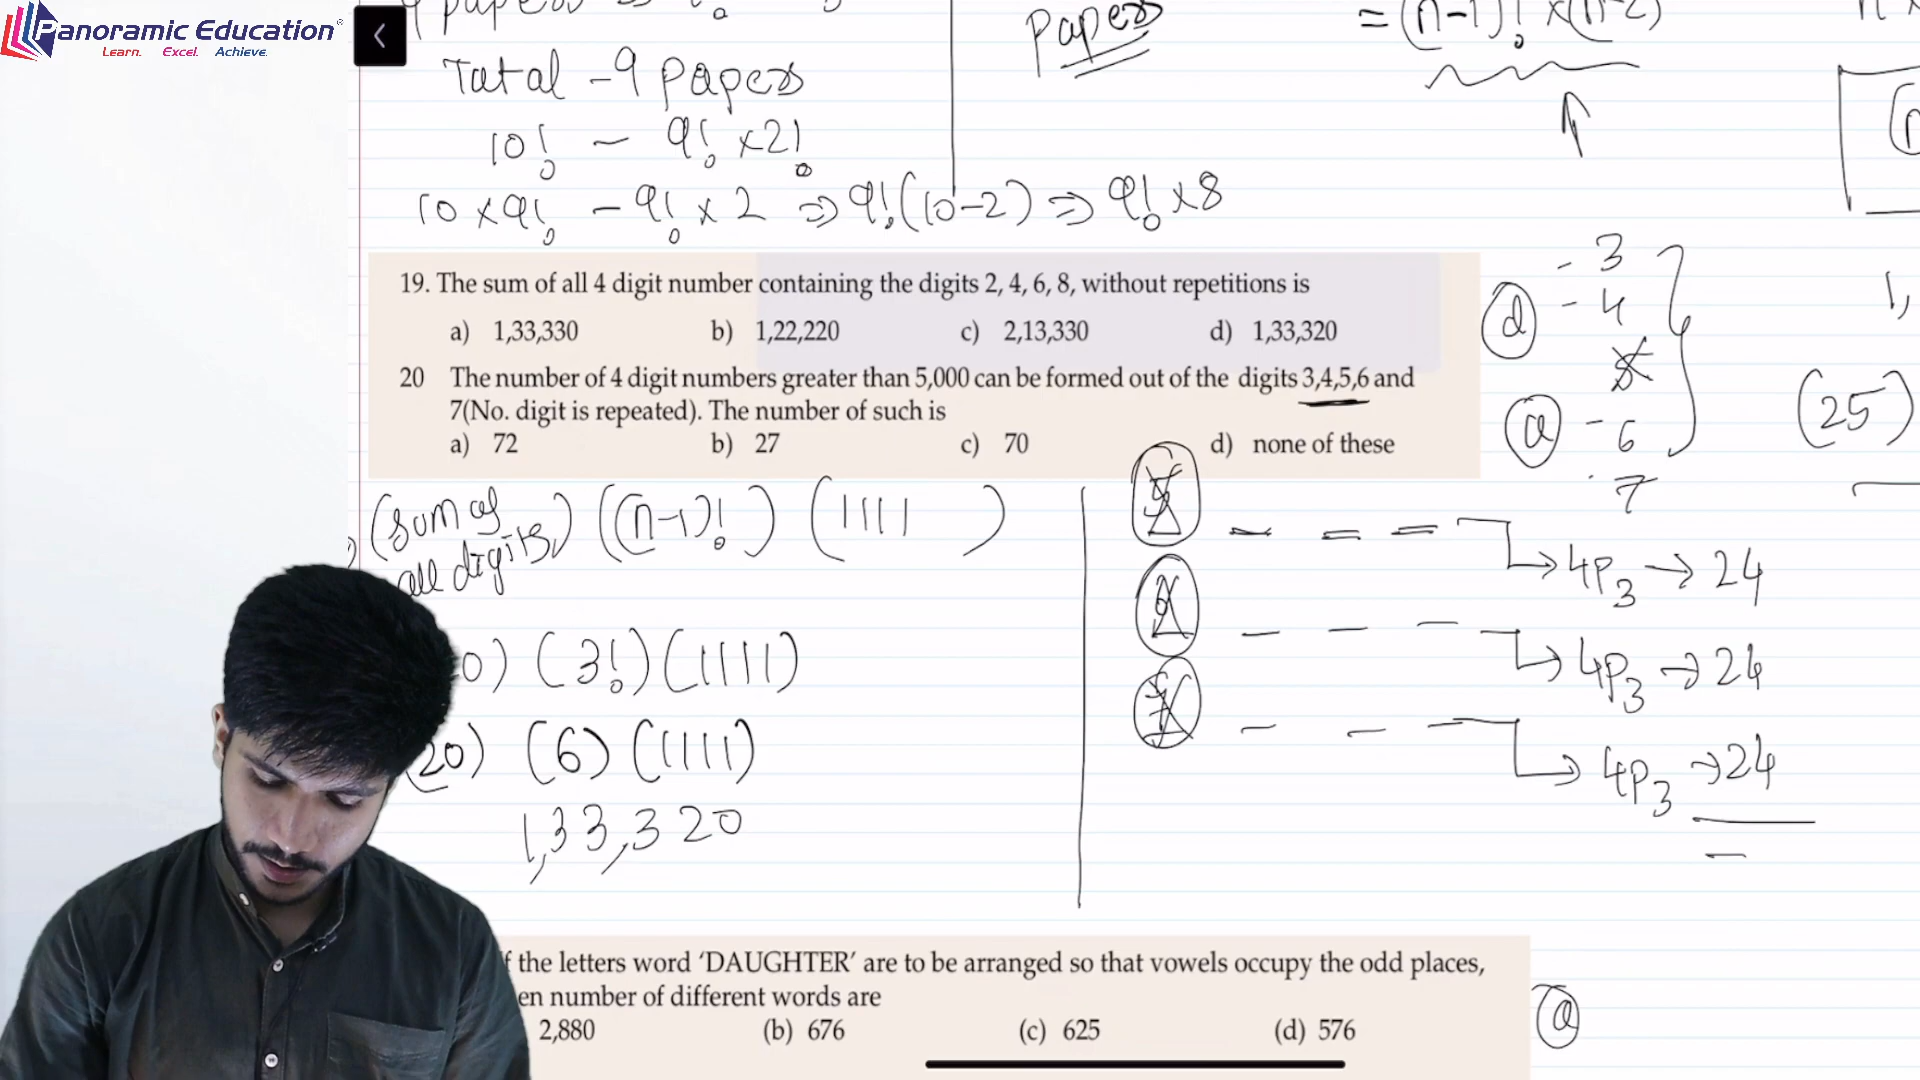 Panoramic Education®
Learn. Excel. Achieve.
Total - 9 papers
10! - 9! × 2!
10 × 9! - 9! × 2 ⇒ 9!(10-2) ⇒ 9! × 8
papers
= (n-1)! × (n-2)
19. The sum of all 4 digit number containing the digits 2, 4, 6, 8, without repetitions is
a) 1,33,330 b) 1,22,220 c) 2,13,330 d) 1,33,320
20 The number of 4 digit numbers greater than 5,000 can be formed out of the digits 3,4,5,6 and
7(No. digit is repeated). The number of such is
a) 72 b) 27 c) 70 d) none of these
d
a
- 3
- 4
5
- 6
7
(25)
(sum of all digits) ((n-1)!) (1111 )
0) (3!) (1111)
(20) (6) (1111)
1,33,320
5 → 4P3 → 24
6 → 4P3 → 24
7 → 4P3 → 24
f the letters word ‘DAUGHTER’ are to be arranged so that vowels occupy the odd places,
en number of different words are
2,880 (b) 676 (c) 625 (d) 576
a